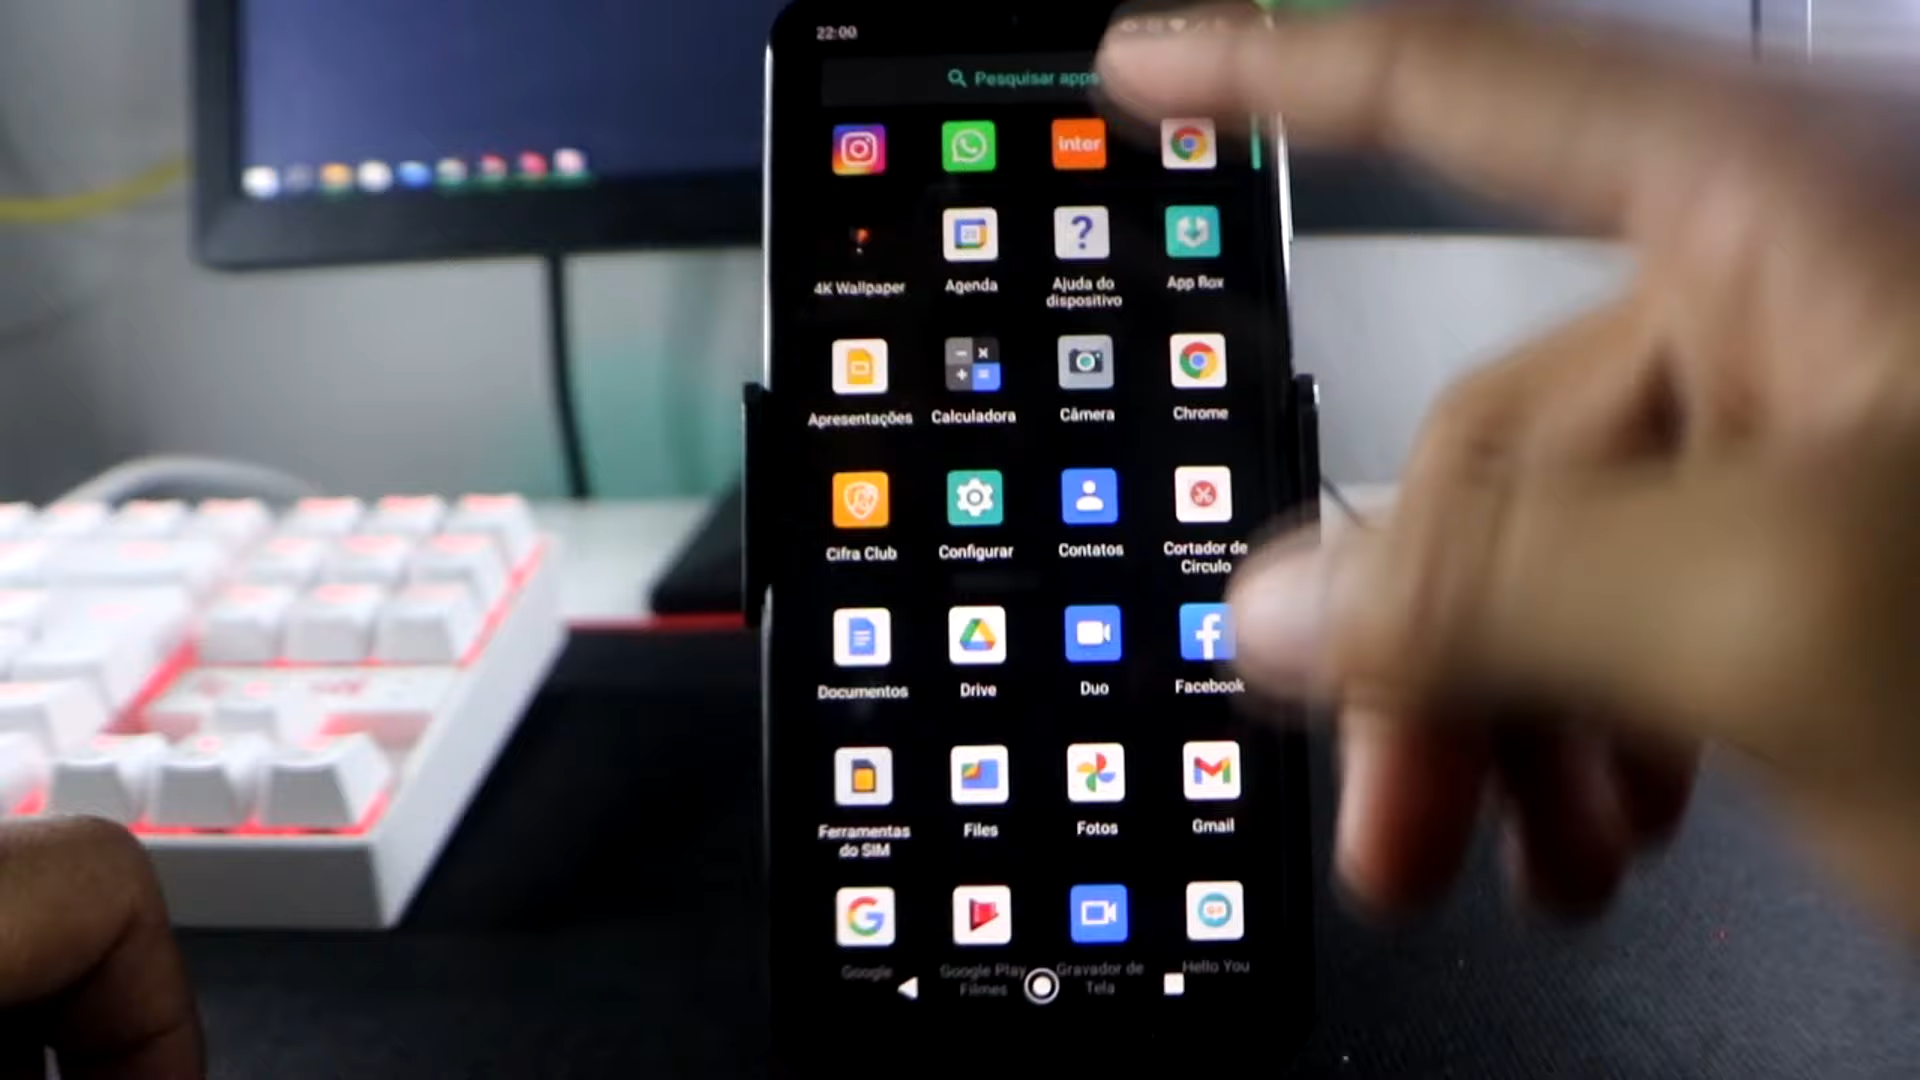 22:00
Pesquisar apps
inter
4K Wallpaper
Agenda
Ajuda do
dispositivo
App Box
Apresentações
Calculadora
Câmera
Chrome
Cifra Club
Configurar
Contatos
Cortador de
Círculo
Documentos
Drive
Duo
Facebook
Ferramentas
do SIM
Files
Fotos
Gmail
Google
Google Play
Filmes
Gravador de
Tela
Hello You